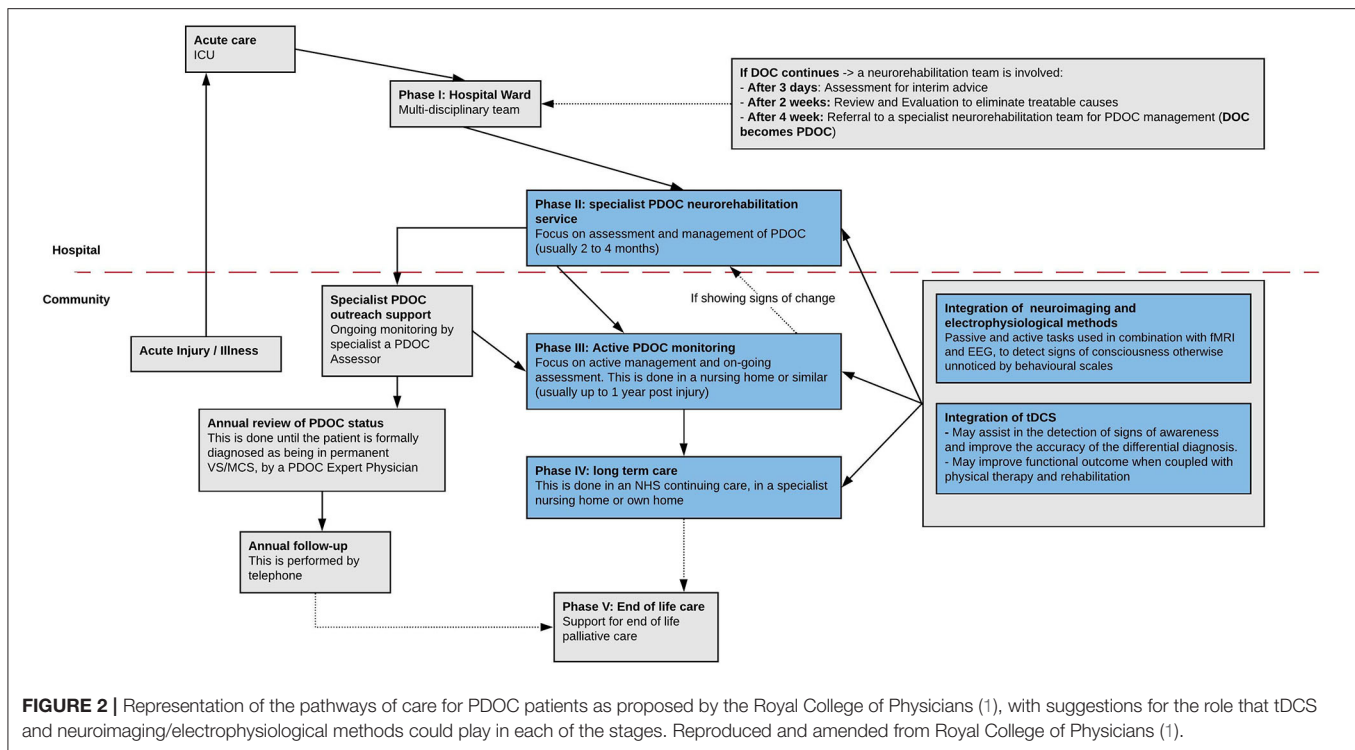 Acute care
ICU
Phase I: Hospital Ward
Multi-disciplinary team
If DOC continues -> a neurorehabilitation team is involved:
- After 3 days: Assessment for interim advice
- After 2 weeks: Review and Evaluation to eliminate treatable causes
- After 4 week: Referral to a specialist neurorehabilitation team for PDOC management (DOC
becomes PDOC)
Phase II: specialist PDOC neurorehabilitation
service
Focus on assessment and management of PDOC
(usually 2 to 4 months)
Hospital
Community
Specialist PDOC
outreach support
Ongoing monitoring by
specialist a PDOC
Assessor
If showing signs of change
Integration of neuroimaging and
electrophysiological methods
Passive and active tasks used in combination with fMRI
and EEG, to detect signs of consciousness otherwise
unnoticed by behavioural scales
Acute Injury / Illness
Phase III: Active PDOC monitoring
Focus on active management and on-going
assessment. This is done in a nursing home or similar
(usually up to 1 year post injury)
Annual review of PDOC status
This is done until the patient is formally
diagnosed as being in permanent
VS/MCS, by a PDOC Expert Physician
Integration of tDCS
- May assist in the detection of signs of awareness
and improve the accuracy of the differential diagnosis.
- May improve functional outcome when coupled with
physical therapy and rehabilitation
Phase IV: long term care
This is done in an NHS continuing care, in a specialist
nursing home or own home
Annual follow-up
This is performed by
telephone
Phase V: End of life care
Support for end of life
palliative care
FIGURE 2 | Representation of the pathways of care for PDOC patients as proposed by the Royal College of Physicians (1), with suggestions for the role that tDCS
and neuroimaging/electrophysiological methods could play in each of the stages. Reproduced and amended from Royal College of Physicians (1).